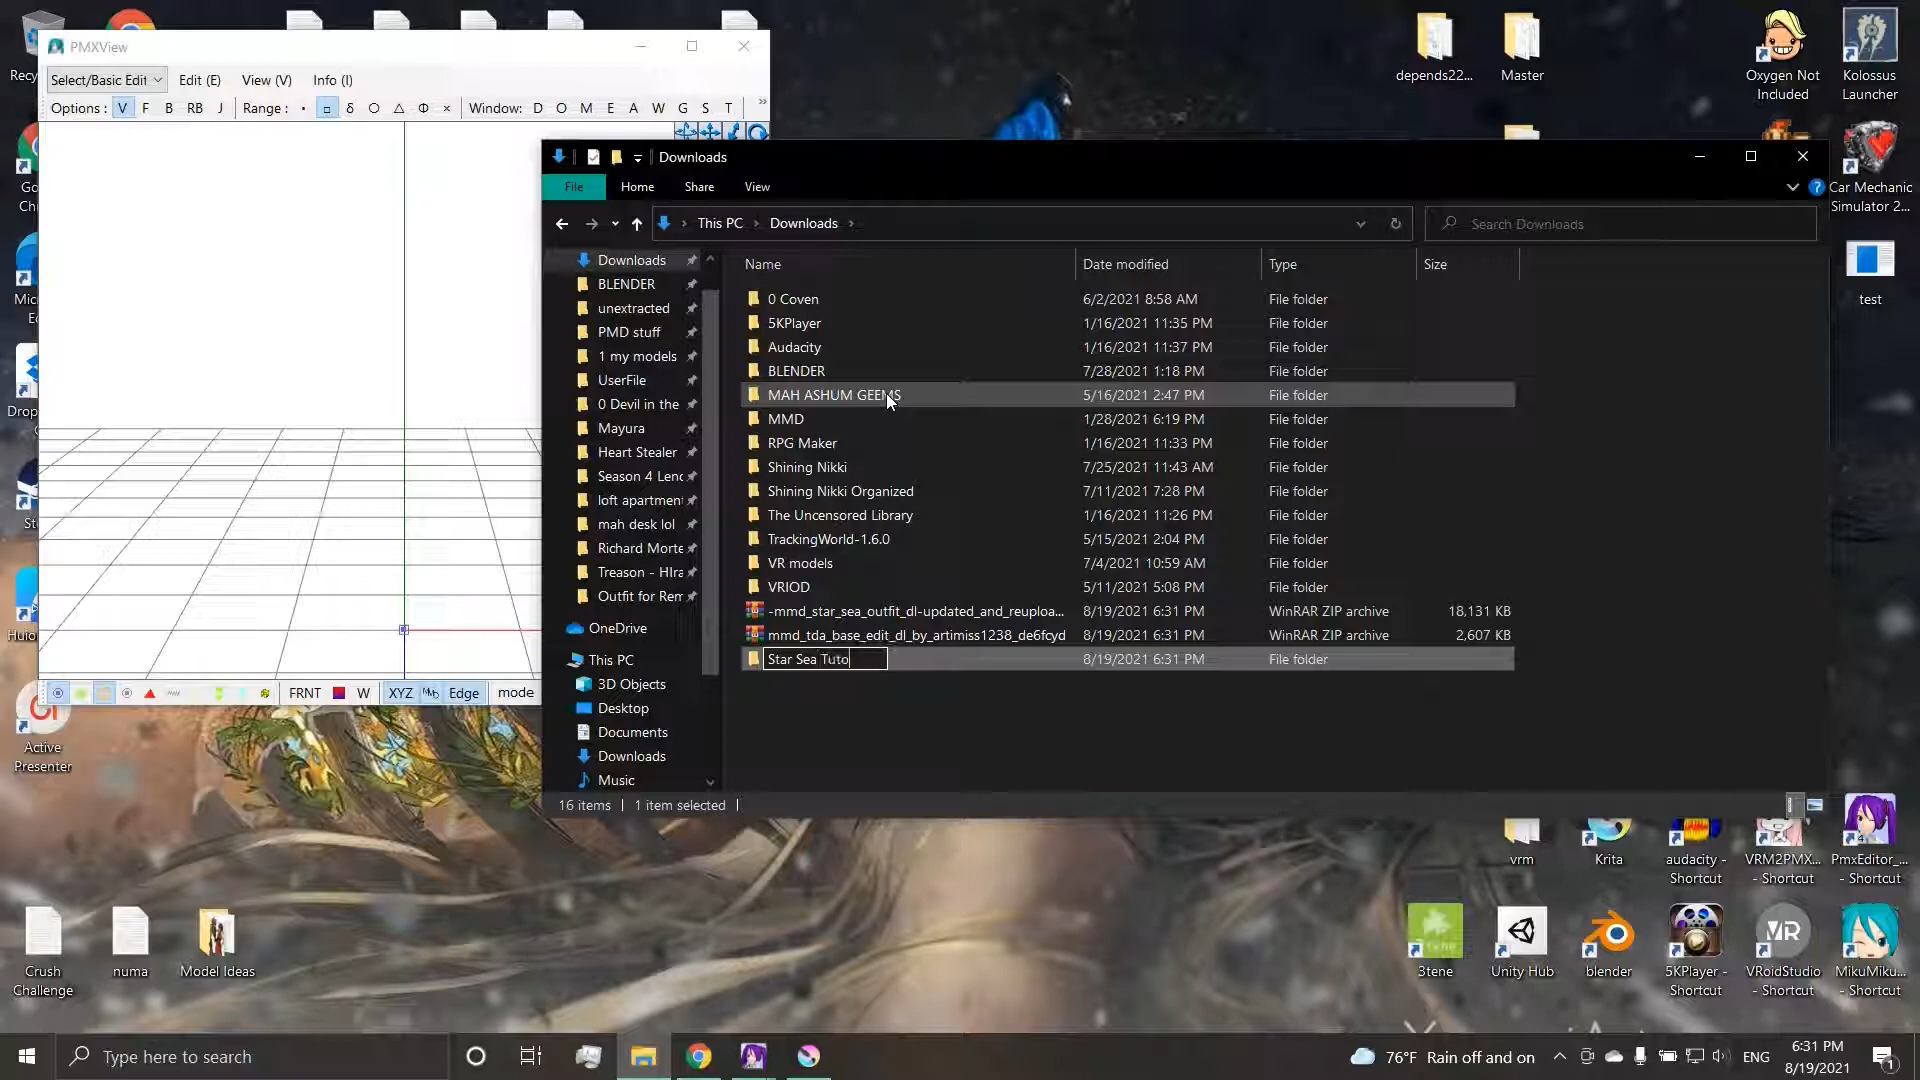 PMXView
Select/Basic Edit
Edit (E)
View (V)
Info (I)
Options :
V
F
B
RB
J
Range :
Window:
D
O
M
E
A
W
G
S
T
FRNT
W
XYZ
Edge
mode
Downloads
File
Home
Share
View
This PC
Downloads
Search Downloads
Name
Date modified
Type
Size
Downloads
BLENDER
unextracted
PMD stuff
1 my models
UserFile
0 Devil in the
Mayura
Heart Stealer
Season 4 Lenc
loft apartment
mah desk lol
Richard Morte
Treason - HIra
Outfit for Rem
OneDrive
This PC
3D Objects
Desktop
Documents
Downloads
Music
0 Coven 6/2/2021 8:58 AM File folder
5KPlayer 1/16/2021 11:35 PM File folder
Audacity 1/16/2021 11:37 PM File folder
BLENDER 7/28/2021 1:18 PM File folder
MAH ASHUM GEEMS 5/16/2021 2:47 PM File folder
MMD 1/28/2021 6:19 PM File folder
RPG Maker 1/16/2021 11:33 PM File folder
Shining Nikki 7/25/2021 11:43 AM File folder
Shining Nikki Organized 7/11/2021 7:28 PM File folder
The Uncensored Library 1/16/2021 11:26 PM File folder
TrackingWorld-1.6.0 5/15/2021 2:04 PM File folder
VR models 7/4/2021 10:59 AM File folder
VRIOD 5/11/2021 5:08 PM File folder
-mmd_star_sea_outfit_dl-updated_and_reuploa... 8/19/2021 6:31 PM WinRAR ZIP archive 18,131 KB
mmd_tda_base_edit_dl_by_artimiss1238_de6fcyd 8/19/2021 6:31 PM WinRAR ZIP archive 2,607 KB
Star Sea Tuto 8/19/2021 6:31 PM File folder
16 items
1 item selected
depends22...
Master
Oxygen Not
Included
Kolossus
Launcher
Car Mechanic
Simulator 2...
test
Recy
Go
Chr
Mic
E
Drop
Ste
Huio
Active
Presenter
Crush
Challenge
numa
Model Ideas
vrm
Krita
audacity -
Shortcut
VRM2PMX...
- Shortcut
PmxEditor_...
- Shortcut
3tene
Unity Hub
blender
5KPlayer -
Shortcut
VRoidStudio
- Shortcut
MikuMiku...
- Shortcut
Type here to search
76°F Rain off and on
ENG
6:31 PM
8/19/2021